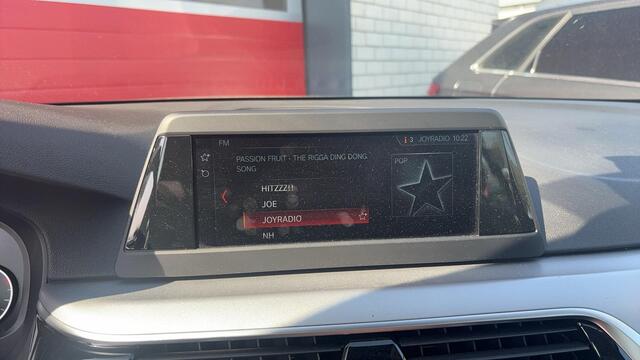 FM
3 JOYRADIO 10:22
PASSION FRUIT - THE RIGGA DING DONG
SONG
POP
HITZZZ!!
JOE
JOYRADIO
NH